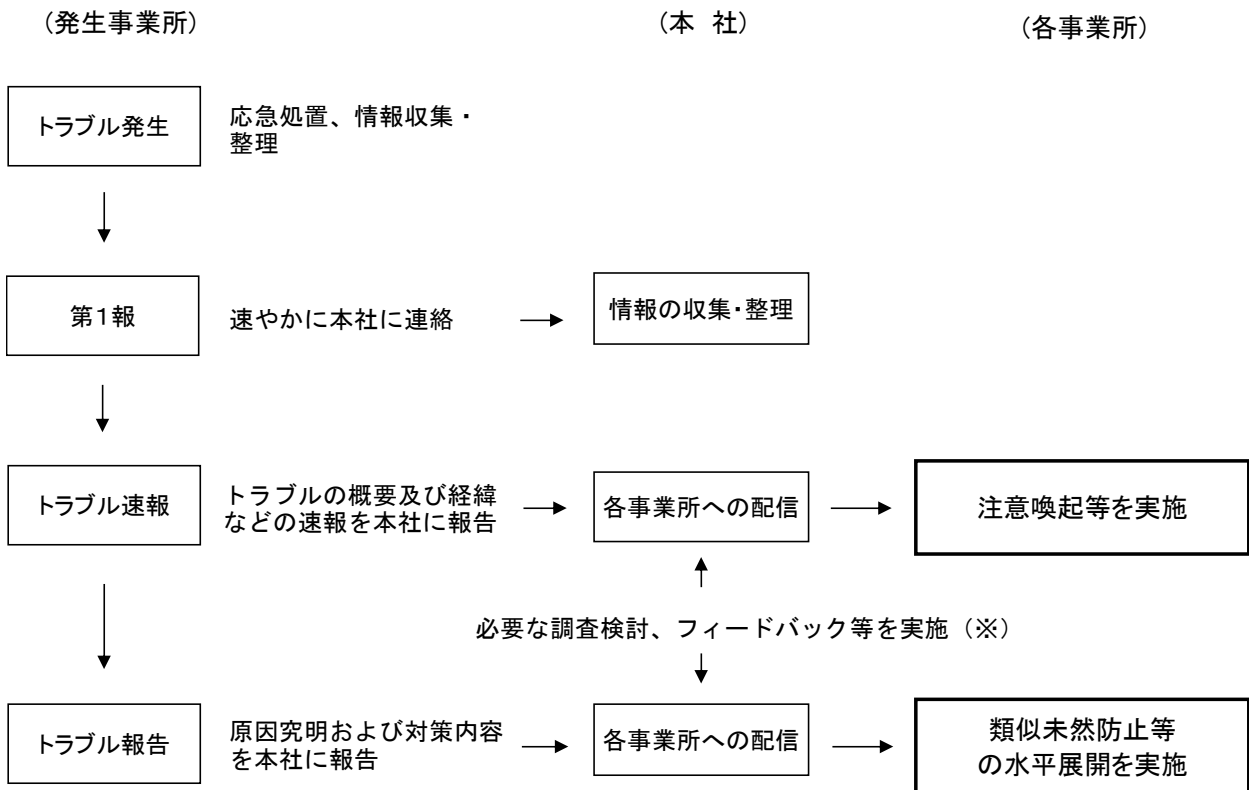 (発生事業所)
(本 社)
(各事業所)
トラブル発生
応急処置、情報収集・
整理
第1報
速やかに本社に連絡
情報の収集・整理
トラブル速報
トラブルの概要及び経緯
などの速報を本社に報告
各事業所への配信
注意喚起等を実施
必要な調査検討、フィードバック等を実施（※）
トラブル報告
原因究明および対策内容
を本社に報告
各事業所への配信
類似未然防止等
の水平展開を実施